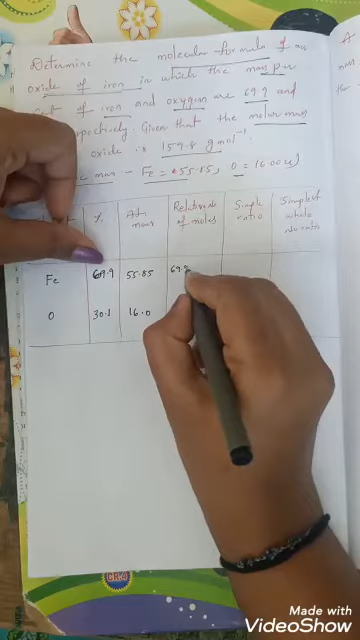 Determine the molecular formula of an
oxide of iron in which the mass per
cent of iron and oxygen are 69.9 and
Given that the molar mass
oxide is 159.8 g mol⁻¹
mass - Fe = 55.85, O = 16.00 u)
% At. mass Relative no of moles Simple ratio Simplest whole No ratio
Fe 69.9 55.85 69.9
O 30.1 16.0
Made with
VideoShow